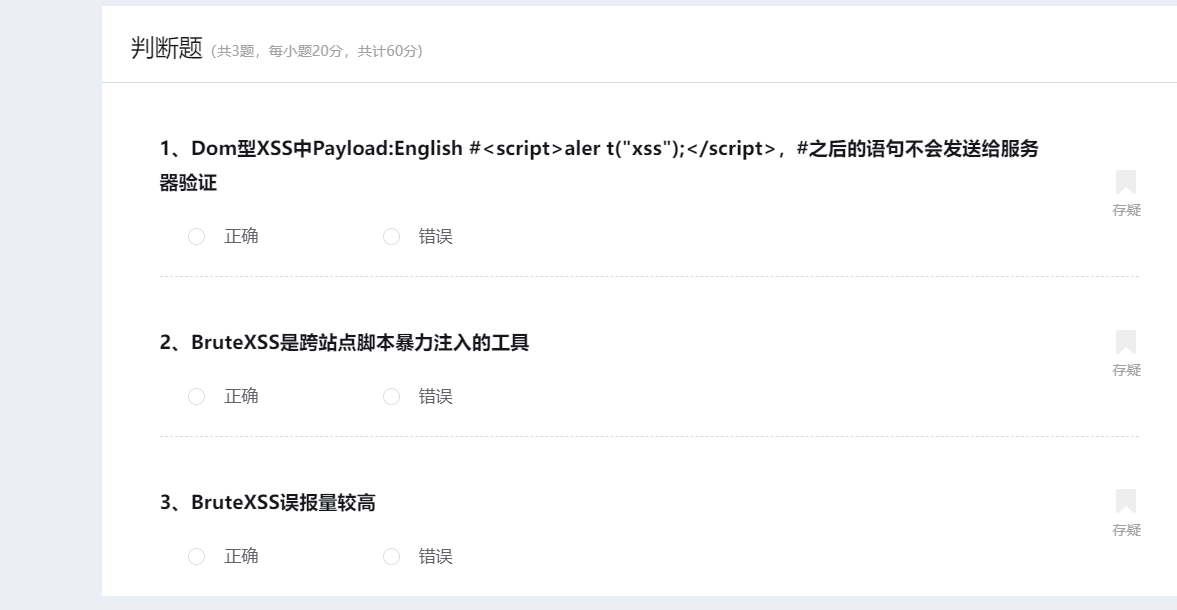 判断题 (共3题，每小题20分，共计60分)
1、Dom型XSS中Payload:English #<script>aler t("xss");</script>，#之后的语句不会发送给服务
器验证
存疑
正确 错误
2、BruteXSS是跨站点脚本暴力注入的工具
存疑
正确 错误
3、BruteXSS误报量较高
存疑
正确 错误